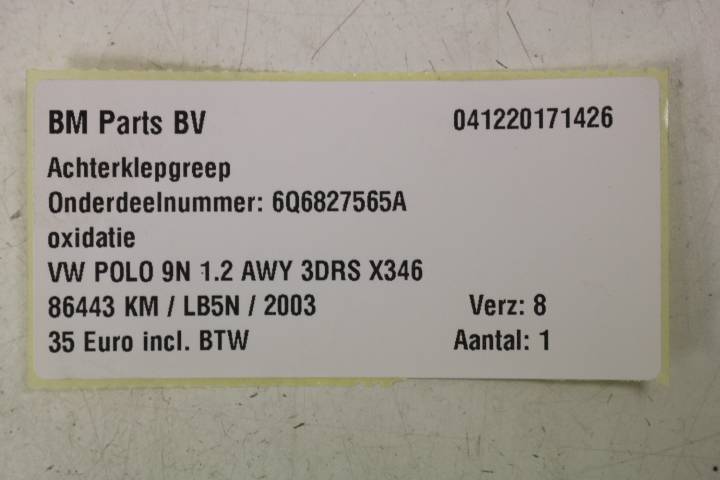 BM Parts BV 041220171426
Achterklepgreep
Onderdeelnummer: 6Q6827565A
oxidatie
VW POLO 9N 1.2 AWY 3DRS X346
86443 KM / LB5N / 2003 Verz: 8
35 Euro incl. BTW Aantal: 1